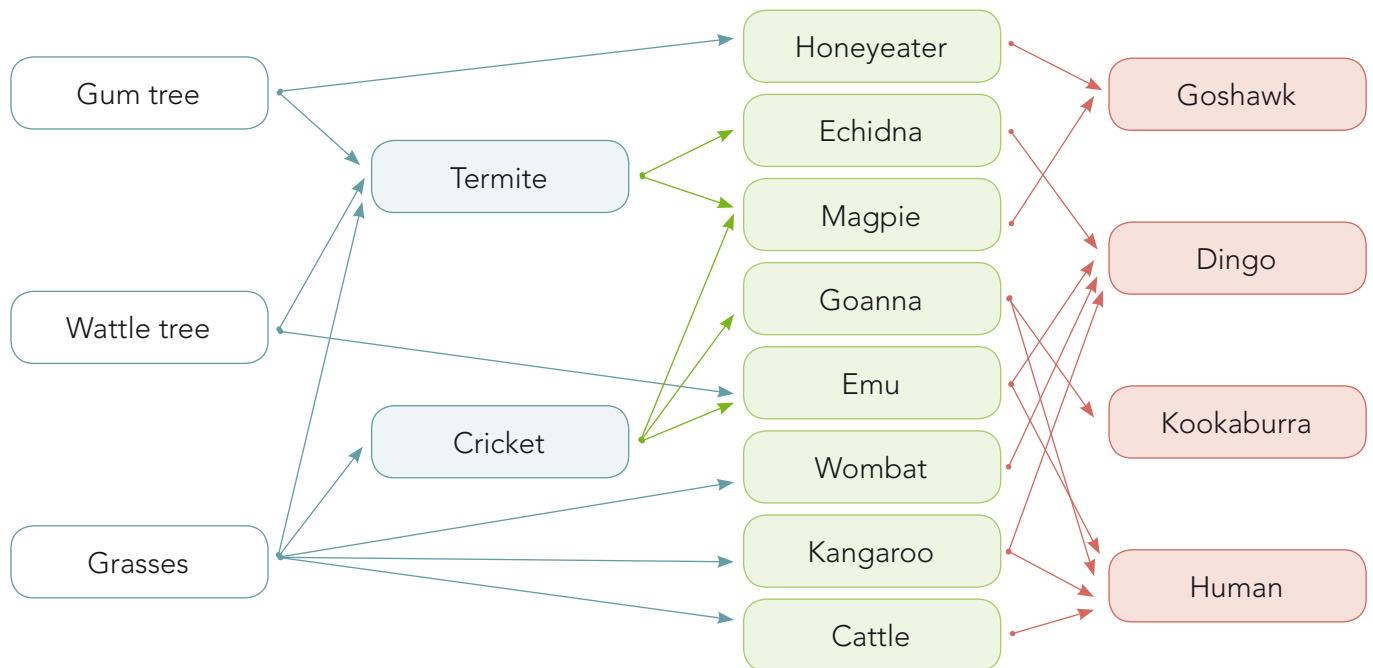 Gum tree
Wattle tree
Grasses
Termite
Cricket
Honeyeater
Echidna
Magpie
Goanna
Emu
Wombat
Kangaroo
Cattle
Goshawk
Dingo
Kookaburra
Human